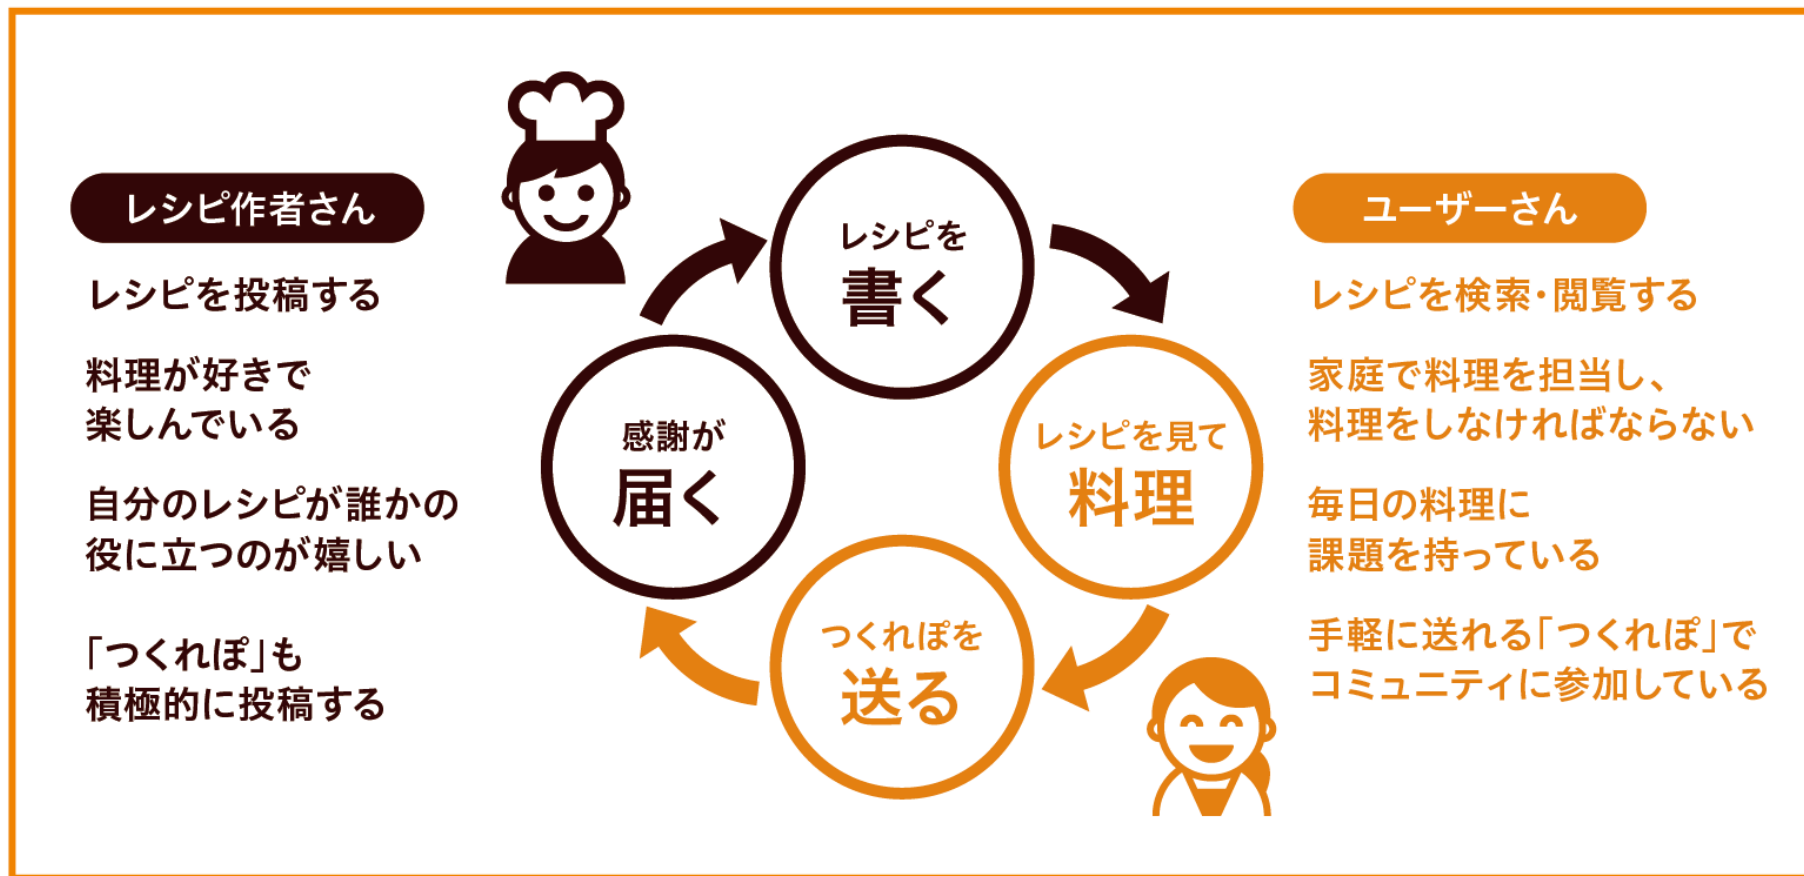 レシピ作者さん
レシピを投稿する
料理が好きで
楽しんでいる
自分のレシピが誰かの
役に立つのが嬉しい
「つくれぽ」も
積極的に投稿する
レシピを
書く
レシピを見て
料理
つくれぽを
送る
感謝が
届く
ユーザーさん
レシピを検索・閲覧する
家庭で料理を担当し、
料理をしなければならない
毎日の料理に
課題を持っている
手軽に送れる「つくれぽ」で
コミュニティに参加している